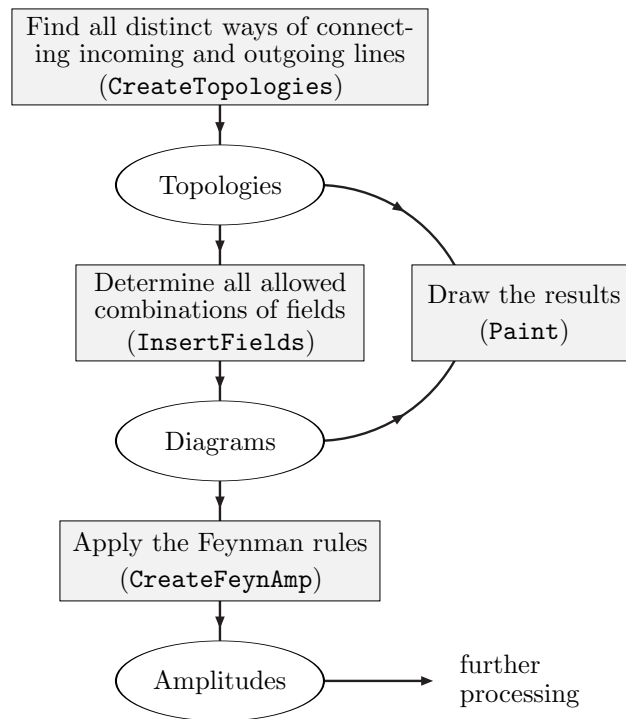 Find all distinct ways of connect-
ing incoming and outgoing lines
(CreateTopologies)
Topologies
Determine all allowed
combinations of fields
(InsertFields)
Draw the results
(Paint)
Diagrams
Apply the Feynman rules
(CreateFeynAmp)
Amplitudes
further
processing